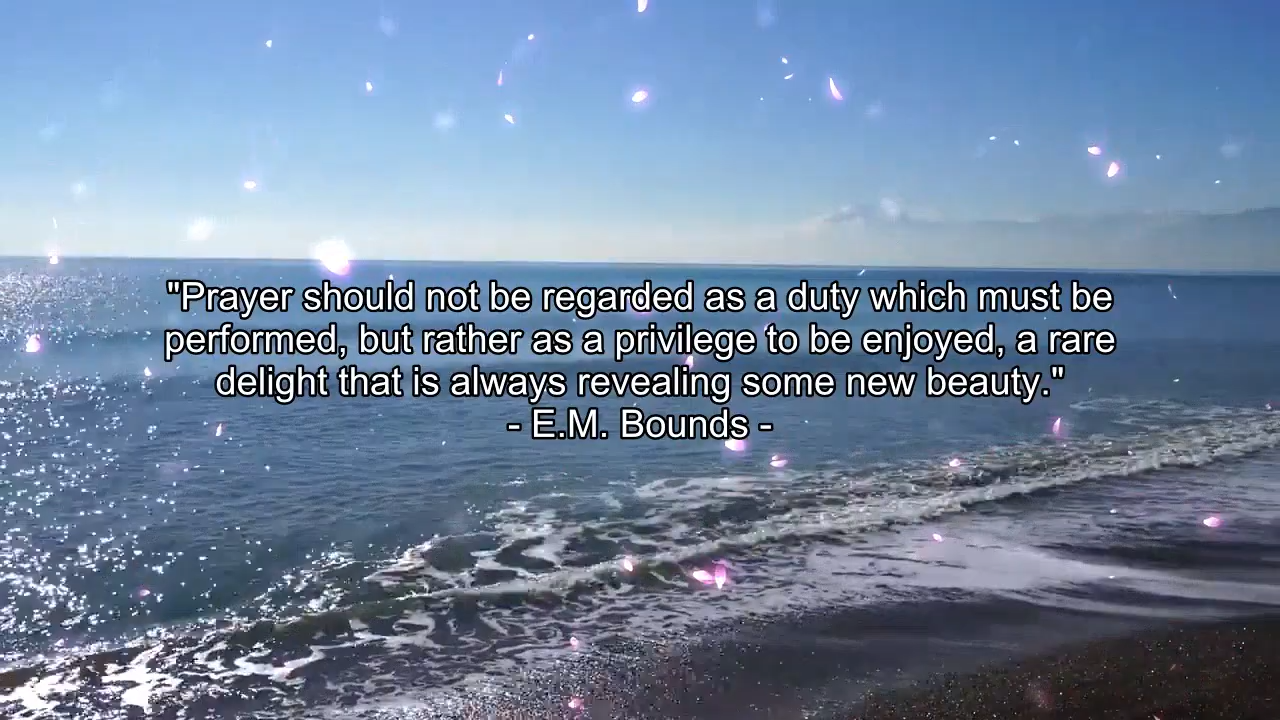 "Prayer should not be regarded as a duty which must be
performed, but rather as a privilege to be enjoyed, a rare
delight that is always revealing some new beauty."
- E.M. Bounds -